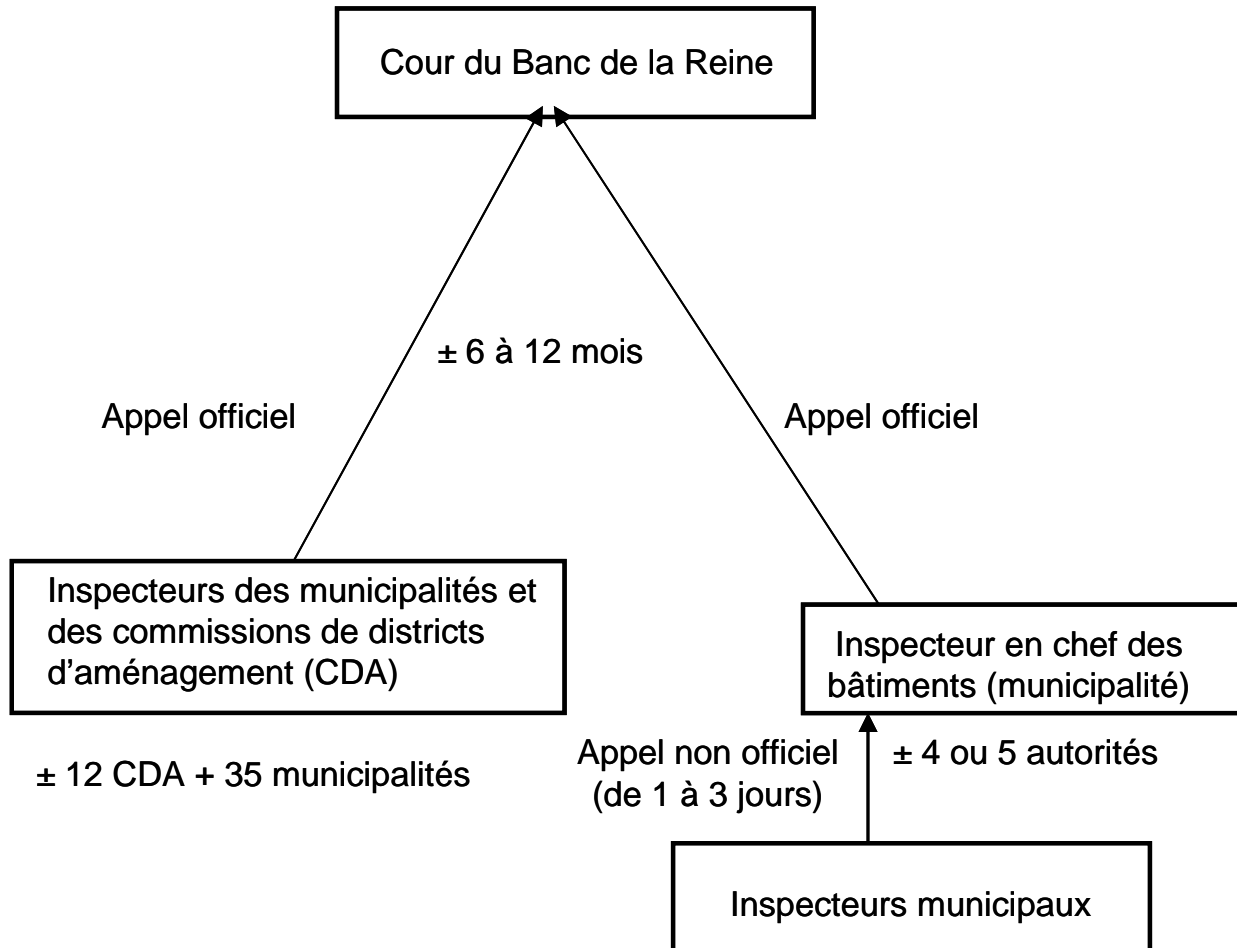 Cour du Banc de la Reine
± 6 à 12 mois
Appel officiel
Appel officiel
Inspecteurs des municipalités et
des commissions de districts
d’aménagement (CDA)
Inspecteur en chef des
bâtiments (municipalité)
± 12 CDA + 35 municipalités
Appel non officiel
(de 1 à 3 jours)
± 4 ou 5 autorités
Inspecteurs municipaux